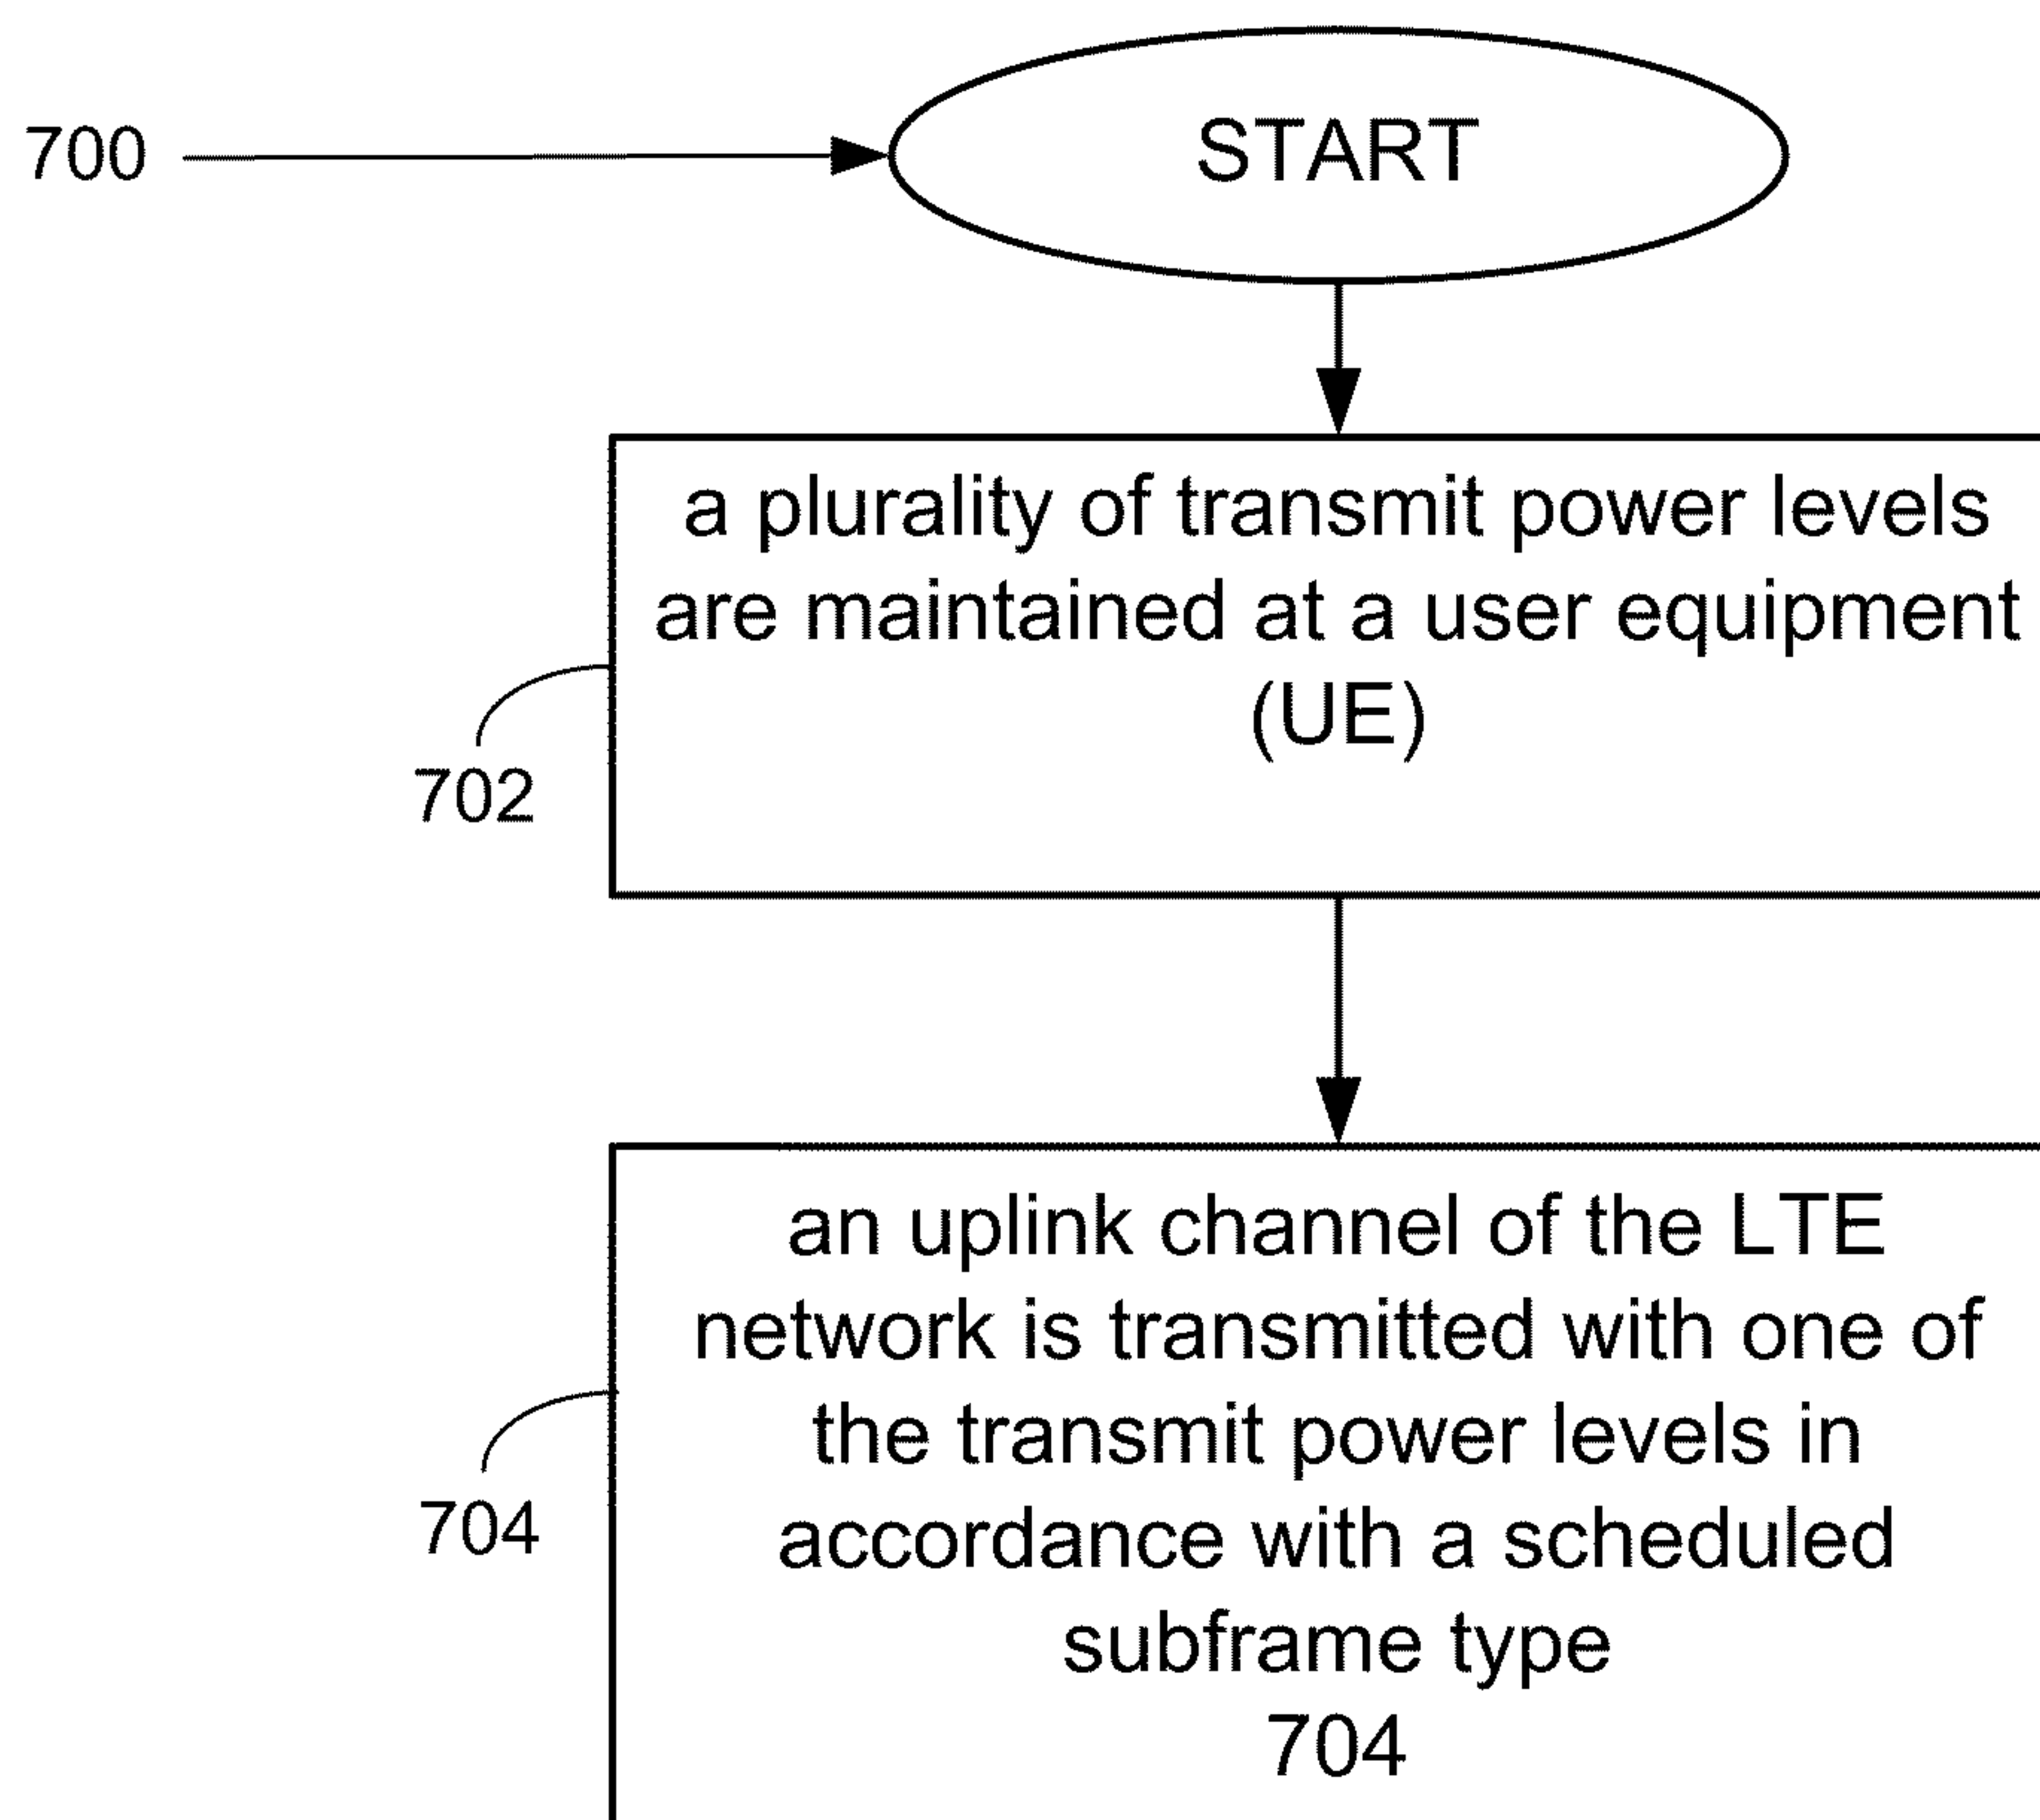 700
START
a plurality of transmit power levels
are maintained at a user equipment
(UE)
702
an uplink channel of the LTE
network is transmitted with one of
the transmit power levels in
accordance with a scheduled
subframe type
704
704